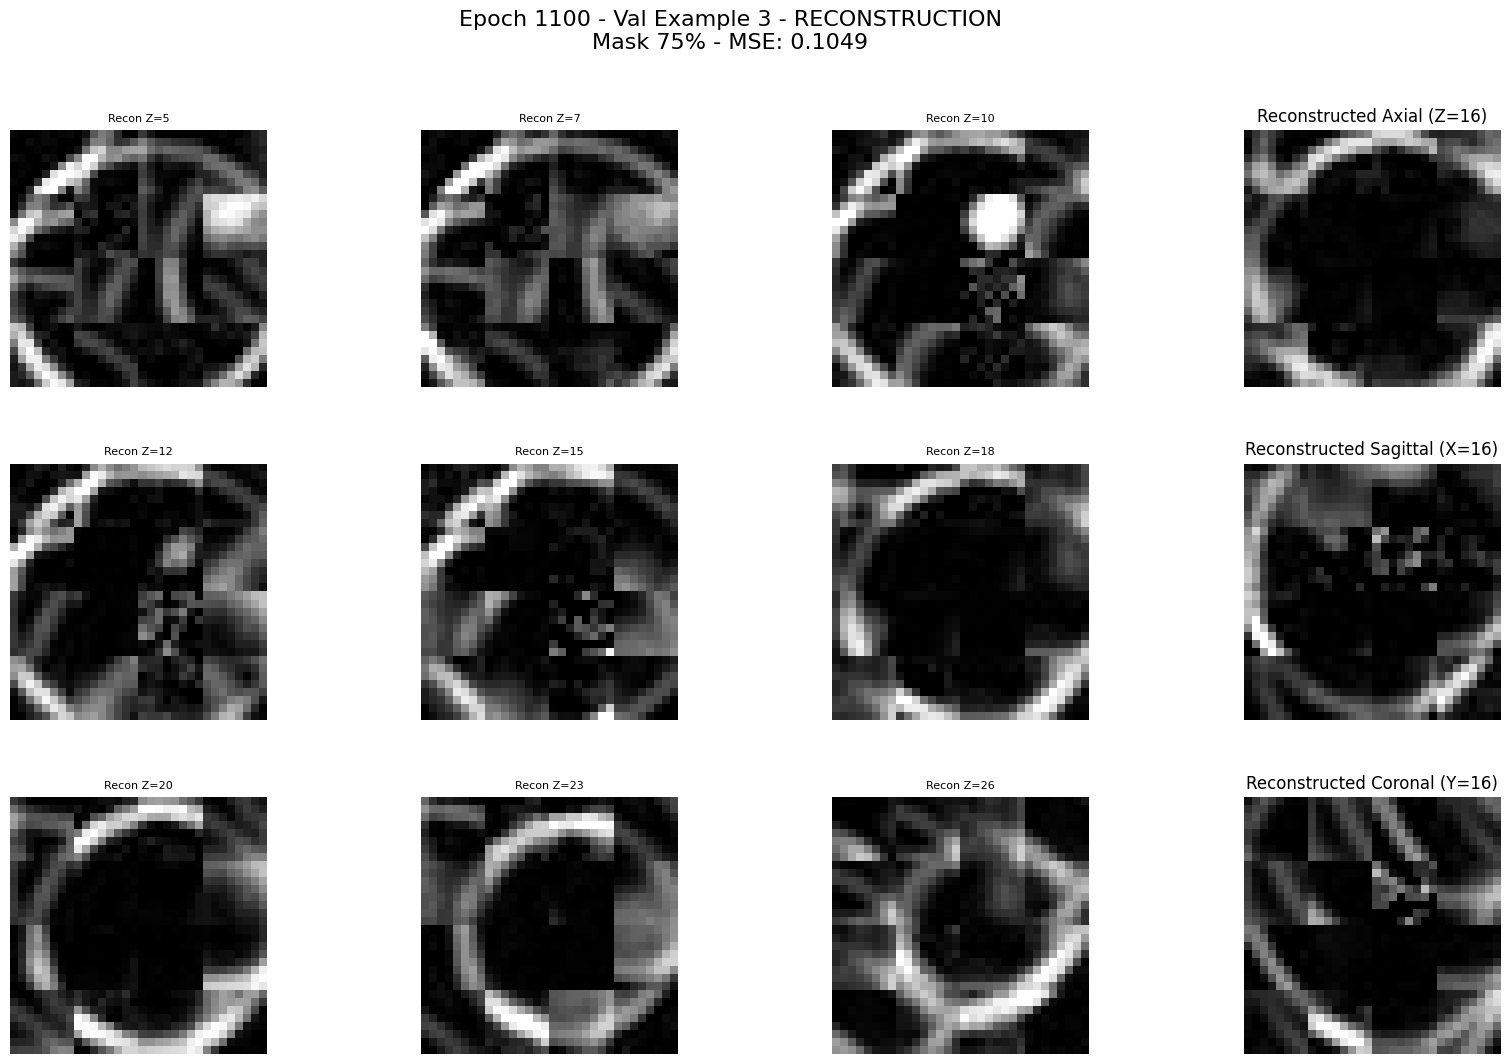 Epoch 1100 - Val Example 3 - RECONSTRUCTION
Mask 75% - MSE: 0.1049
Recon Z=5
Recon Z=7
Recon Z=10
Reconstructed Axial (Z=16)
Recon Z=12
Recon Z=15
Recon Z=18
Reconstructed Sagittal (X=16)
Recon Z=20
Recon Z=23
Recon Z=26
Reconstructed Coronal (Y=16)